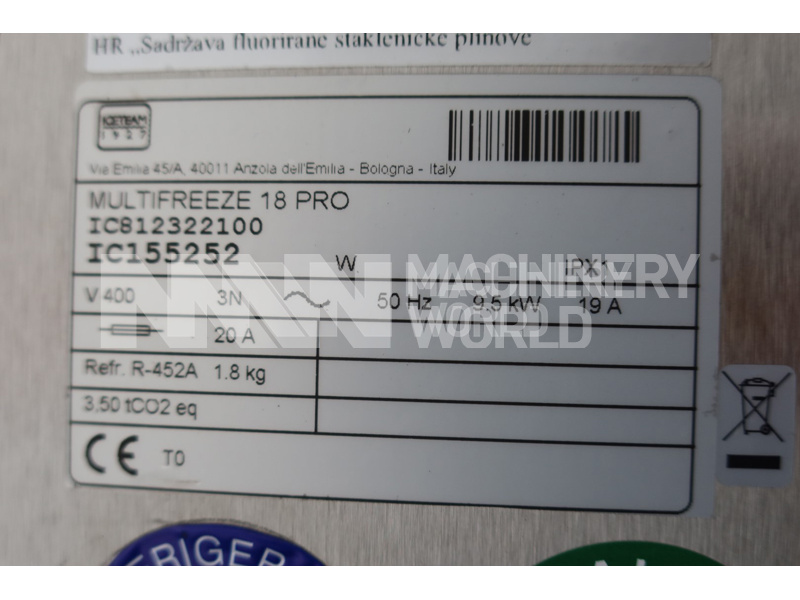 HR „Sadržava fluorirane stakleničke plinove
ICETEAM
1927
Via Emilia 45/A, 40011 Anzola dell'Emilia - Bologna - Italy
MULTIFREEZE 18 PRO
IC812322100
IC155252
W IPX1
MACHINERY
WORLD
V 400 3N 50 Hz 9.5 kW 19 A
20 A
Refr. R-452A 1.8 kg
3,50 tCO2 eq
CE T0